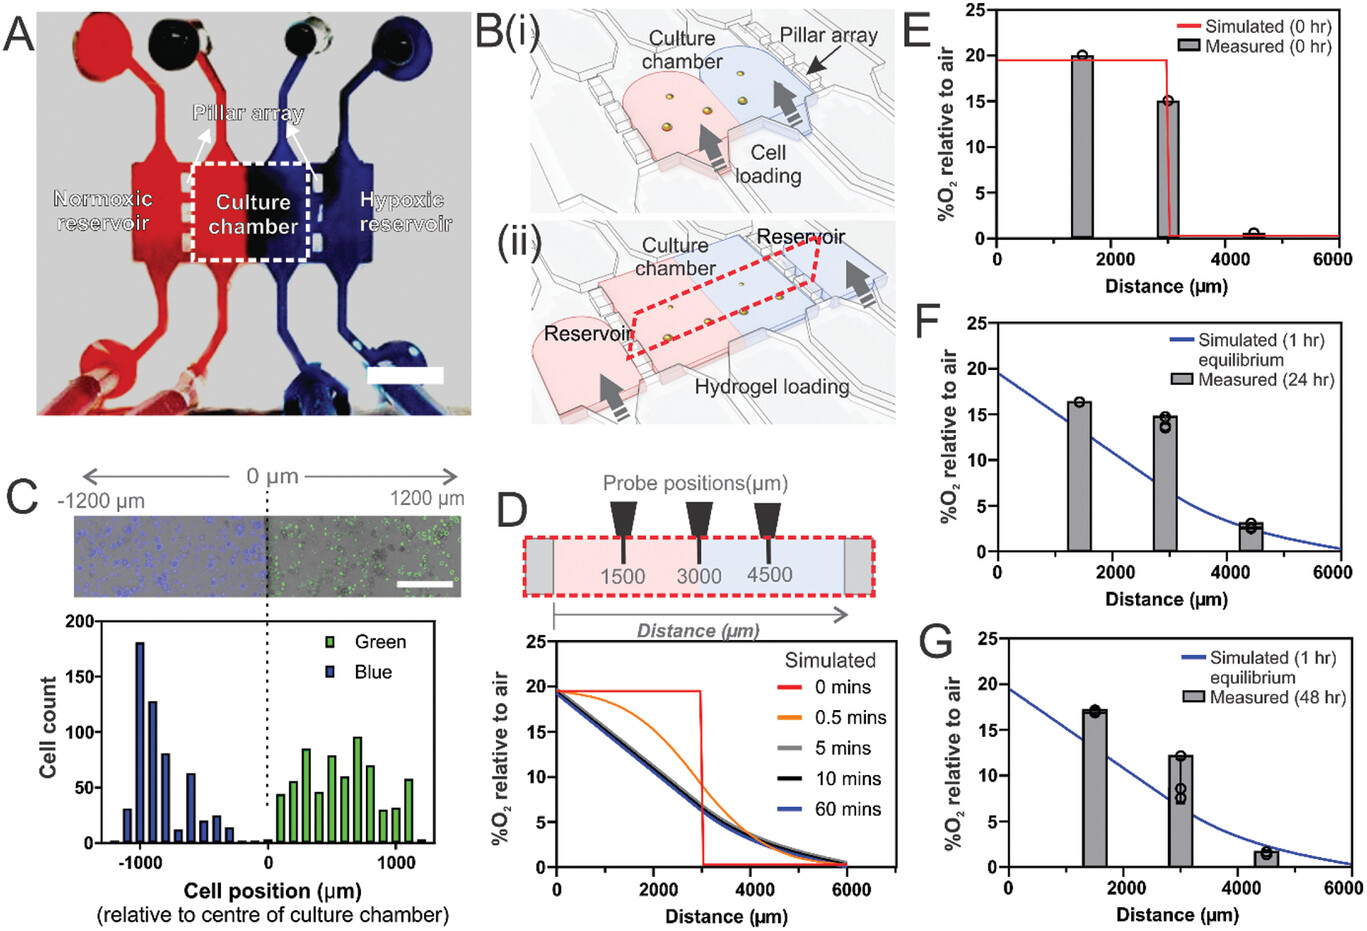 A
Pillar array
Normoxic
reservoir
Culture
chamber
Hypoxic
reservoir
B(i)
Culture
chamber
Pillar array
Cell
loading
(ii)
Culture
chamber
Reservoir
Reservoir
Hydrogel loading
C
0 µm
-1200 µm
1200 µm
200
150
100
50
0
Cell count
Green
Blue
-1000
0
1000
Cell position (µm)
(relative to centre of culture chamber)
D
Probe positions(µm)
1500
3000
4500
Distance (µm)
25
20
15
10
5
0
%O₂ relative to air
Simulated
0 mins
0.5 mins
5 mins
10 mins
60 mins
0
2000
4000
6000
Distance (µm)
E
25
20
15
10
5
0
%O₂ relative to air
Simulated (0 hr)
Measured (0 hr)
0
2000
4000
6000
Distance (µm)
F
25
20
15
10
5
0
%O₂ relative to air
Simulated (1 hr)
equilibrium
Measured (24 hr)
0
2000
4000
6000
Distance (µm)
G
25
20
15
10
5
0
%O₂ relative to air
Simulated (1 hr)
equilibrium
Measured (48 hr)
0
2000
4000
6000
Distance (µm)